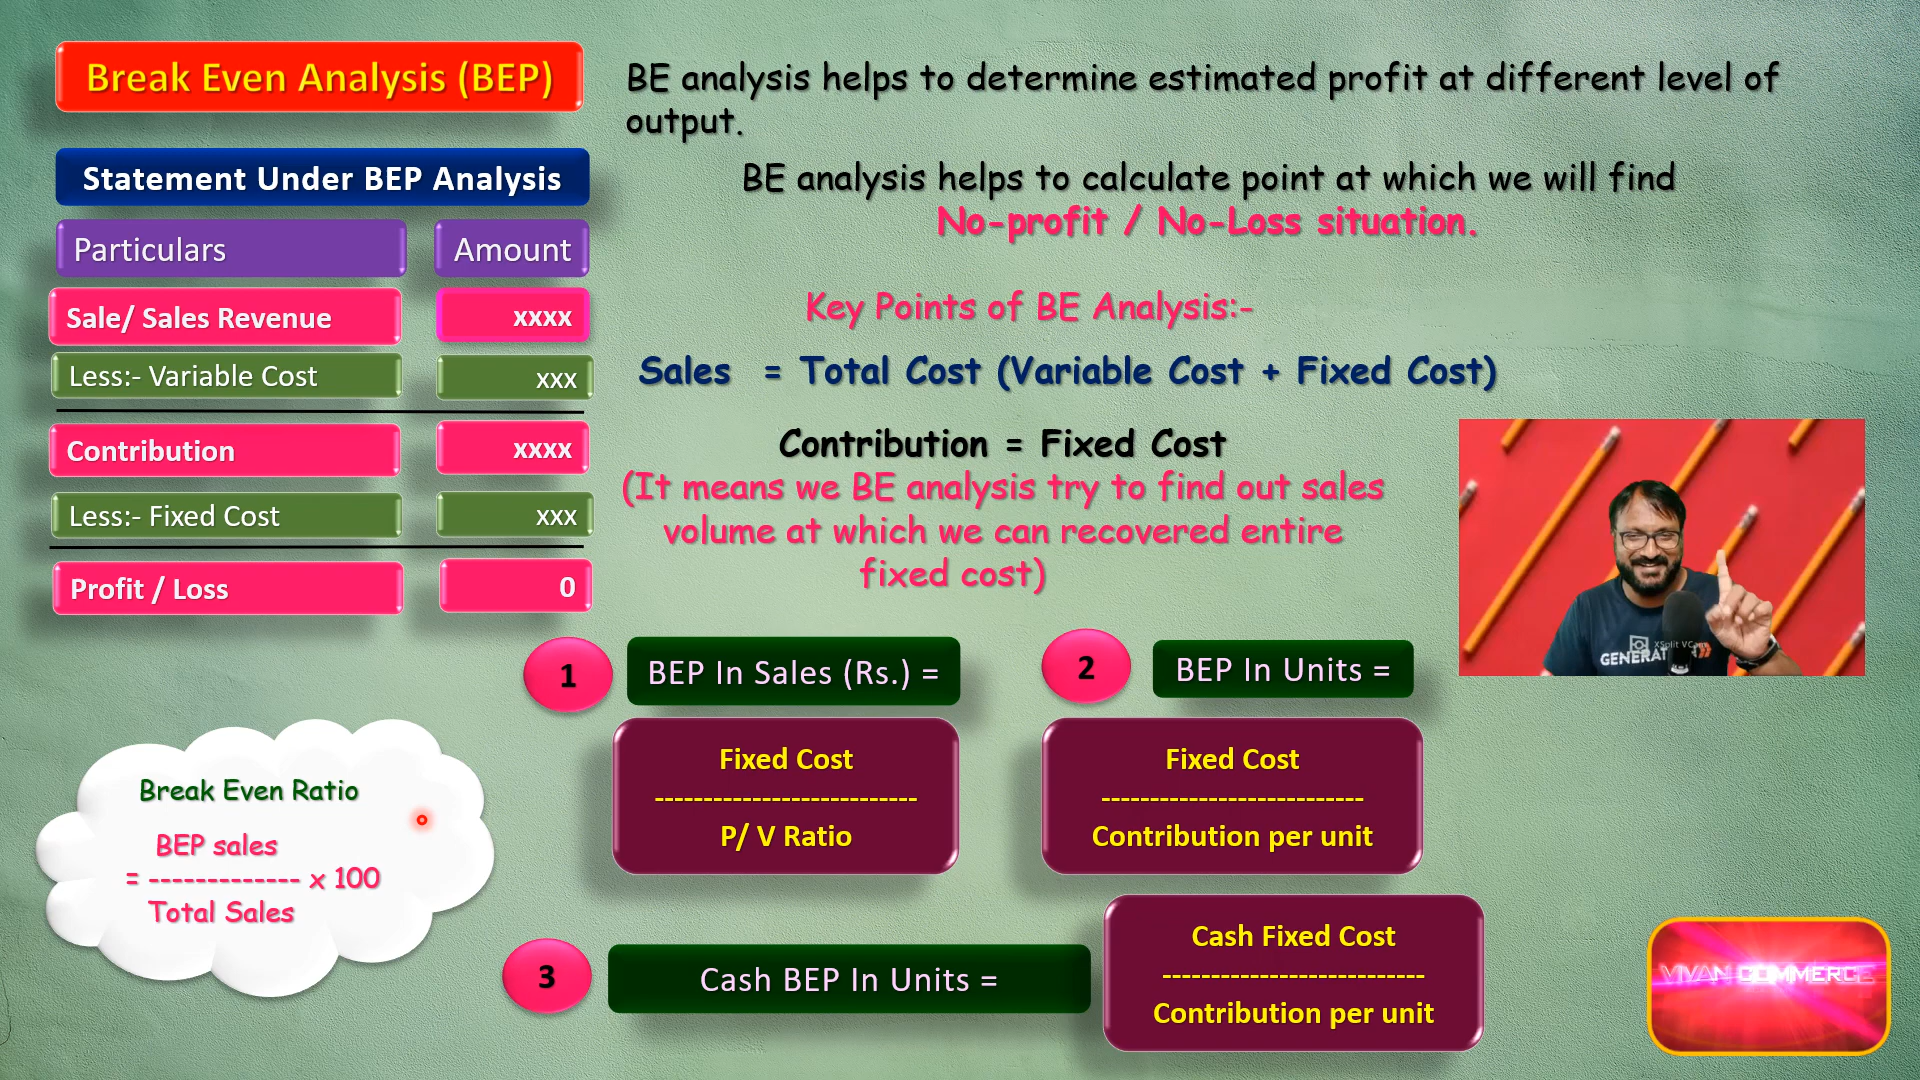 Break Even Analysis (BEP)
BE analysis helps to determine estimated profit at different level of
output.
Statement Under BEP Analysis
BE analysis helps to calculate point at which we will find
No-profit / No-Loss situation.
Particulars Amount
Sale/ Sales Revenue xxxx
Less:- Variable Cost xxx
Contribution xxxx
Less:- Fixed Cost xxx
Profit / Loss 0
Key Points of BE Analysis:-
Sales = Total Cost (Variable Cost + Fixed Cost)
Contribution = Fixed Cost
(It means we BE analysis try to find out sales
volume at which we can recovered entire
fixed cost)
XSplit VCam
GENERAT
1 BEP In Sales (Rs.) =
Fixed Cost
---------------------------
P/ V Ratio
2 BEP In Units =
Fixed Cost
---------------------------
Contribution per unit
Break Even Ratio
BEP sales
= ------------- x 100
Total Sales
3 Cash BEP In Units =
Cash Fixed Cost
---------------------------
Contribution per unit
VIVAN COMMERCE